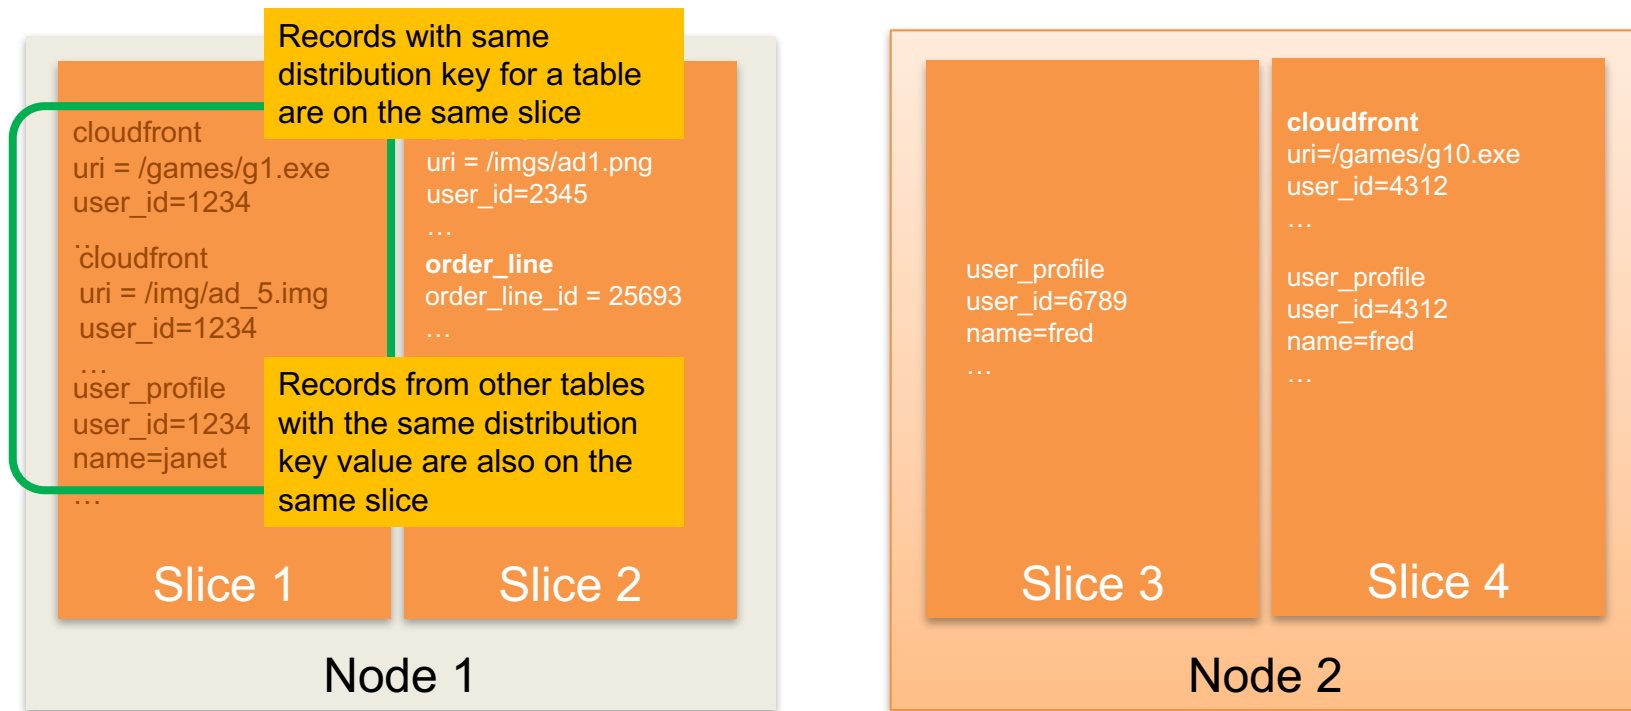 Records with same
distribution key for a table
are on the same slice
cloudfront
uri = /games/g1.exe
user_id=1234
…
cloudfront
uri = /img/ad_5.img
user_id=1234
…
user_profile
user_id=1234
name=janet
…
Records from other tables
with the same distribution
key value are also on the
same slice
Slice 1
uri = /imgs/ad1.png
user_id=2345
…
order_line
order_line_id = 25693
…
Slice 2
Node 1
user_profile
user_id=6789
name=fred
…
Slice 3
cloudfront
uri=/games/g10.exe
user_id=4312
…
user_profile
user_id=4312
name=fred
…
Slice 4
Node 2